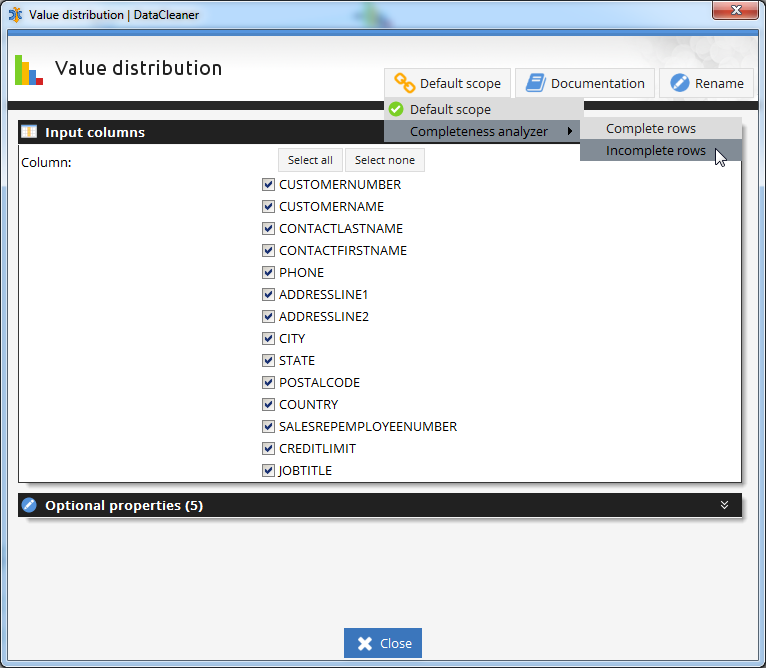 Value distribution | DataCleaner
Value distribution
Default scope
Documentation
Rename
Default scope
Completeness analyzer
Complete rows
Incomplete rows
Input columns
Column:
Select all
Select none
CUSTOMERNUMBER
CUSTOMERNAME
CONTACTLASTNAME
CONTACTFIRSTNAME
PHONE
ADDRESSLINE1
ADDRESSLINE2
CITY
STATE
POSTALCODE
COUNTRY
SALESREPEMPLOYEENUMBER
CREDITLIMIT
JOBTITLE
Optional properties (5)
Close